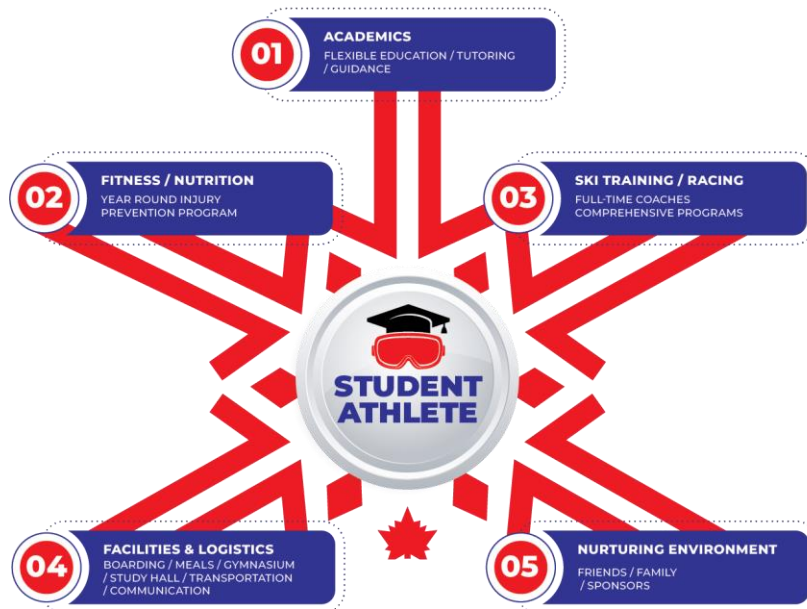 01
ACADEMICS
FLEXIBLE EDUCATION / TUTORING
/ GUIDANCE
02
FITNESS / NUTRITION
YEAR ROUND INJURY
PREVENTION PROGRAM
03
SKI TRAINING / RACING
FULL-TIME COACHES
COMPREHENSIVE PROGRAMS
STUDENT
ATHLETE
04
FACILITIES & LOGISTICS
BOARDING / MEALS / GYMNASIUM
/ STUDY HALL / TRANSPORTATION
/ COMMUNICATION
05
NURTURING ENVIRONMENT
FRIENDS / FAMILY
/ SPONSORS